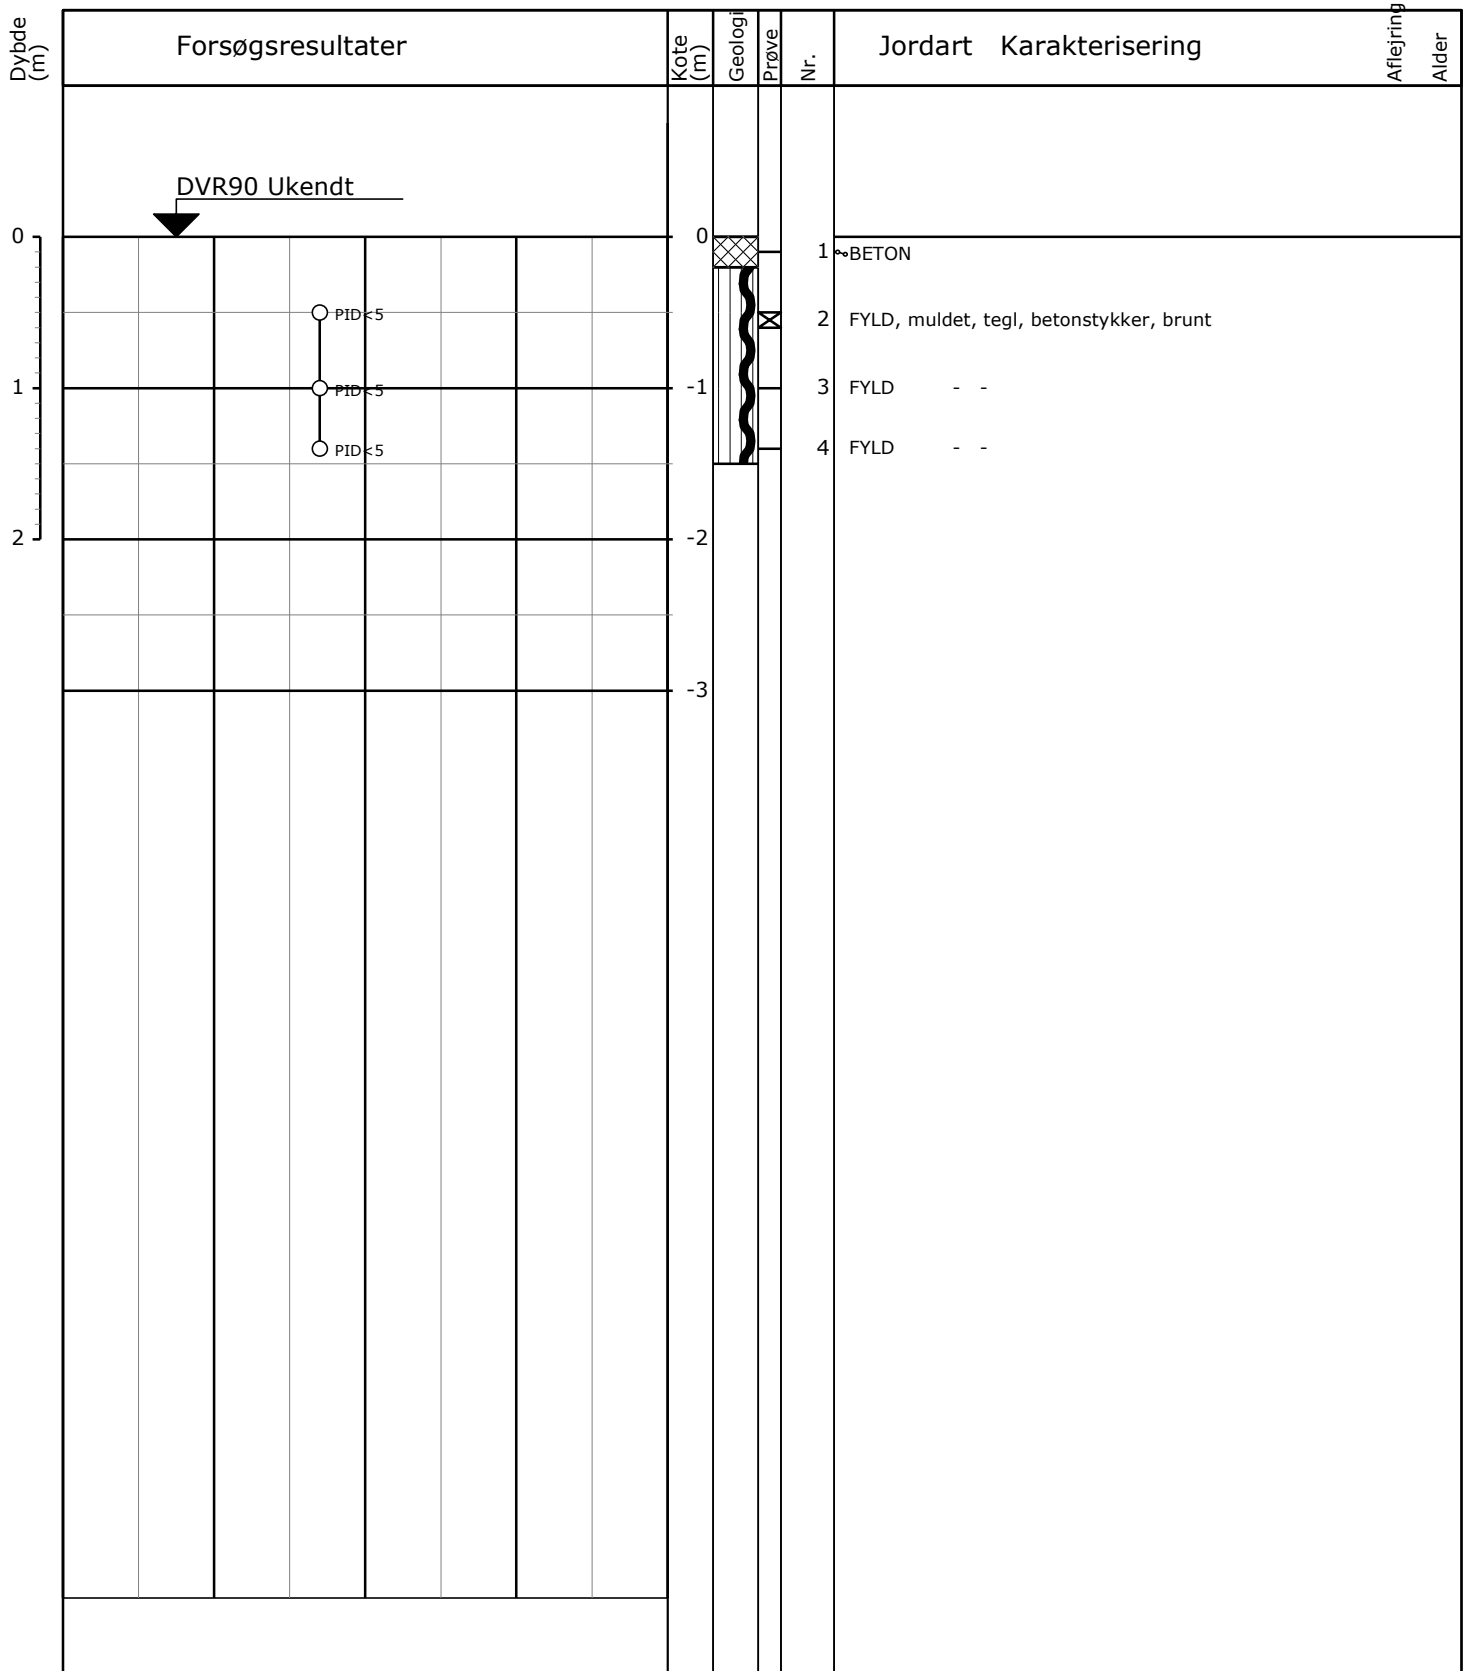 Dybde
(m)
Forsøgsresultater
Kote
(m)
Geologi
Prøve
Nr.
Jordart Karakterisering
Aflejring
Alder
DVR90 Ukendt
0
0
1 BETON
PID<5
2 FYLD, muldet, tegl, betonstykker, brunt
1
PID<5
-1
3 FYLD - -
PID<5
4 FYLD - -
2
-2
-3